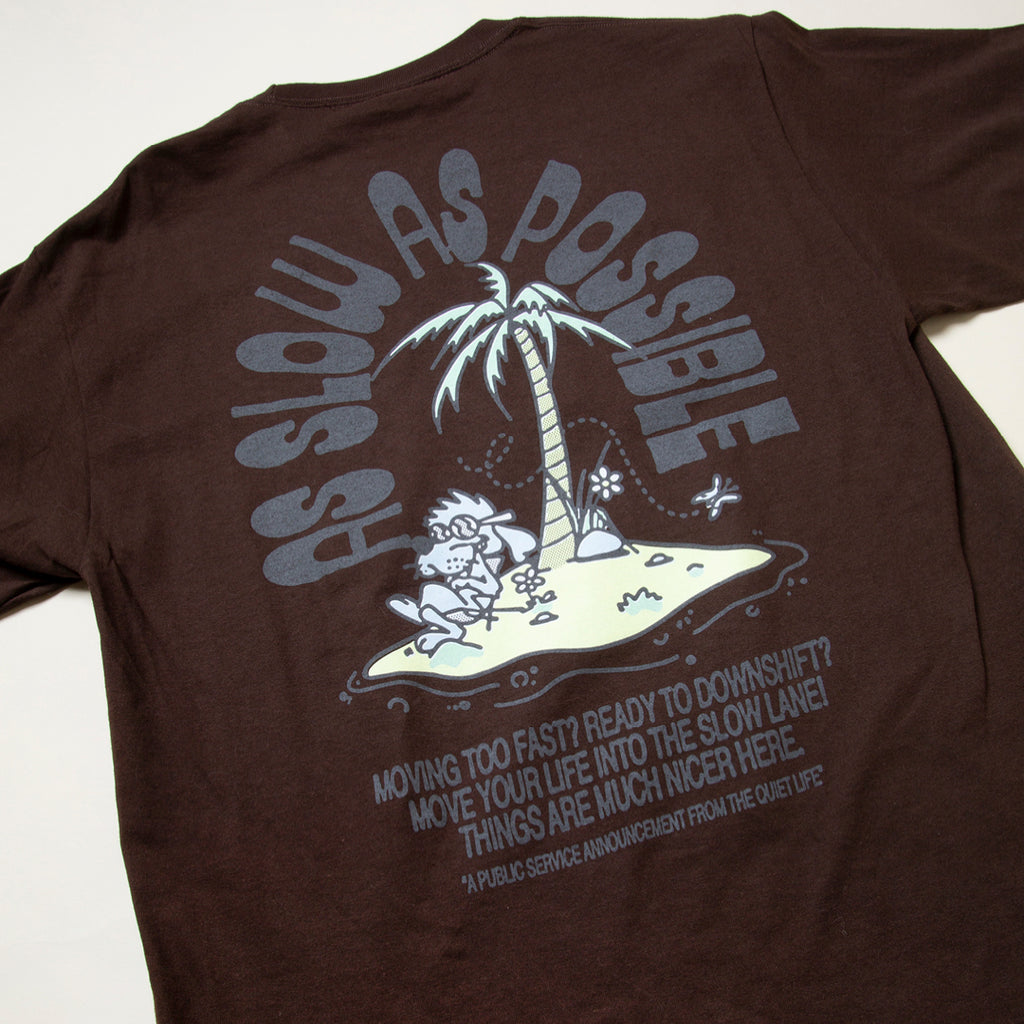 AS SLOW AS POSSIBLE
MOVING TOO FAST? READY TO DOWNSHIFT?
MOVE YOUR LIFE INTO THE SLOW LANE!
THINGS ARE MUCH NICER HERE.
"A PUBLIC SERVICE ANNOUNCEMENT FROM THE QUIET LIFE"